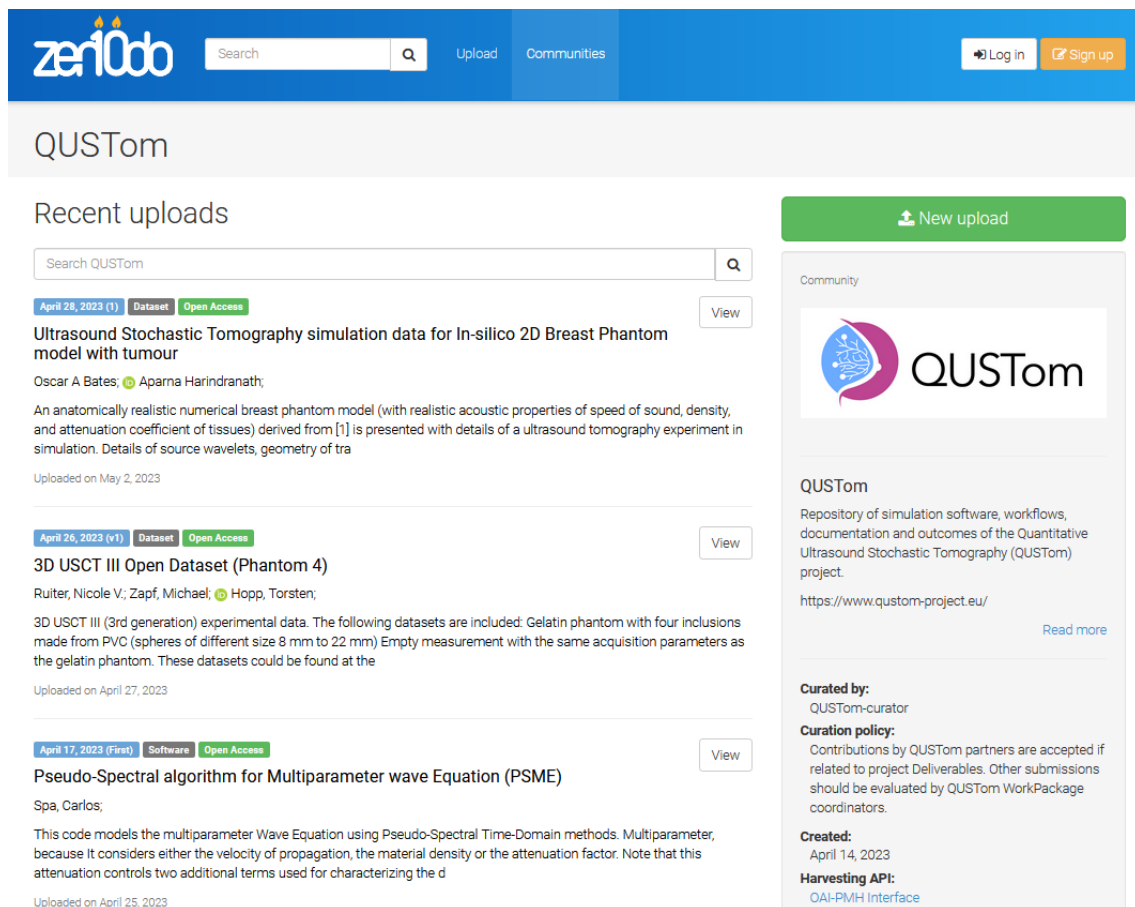 zen10do
Search
Upload
Communities
Log in
Sign up
QUSTom
Recent uploads
Search QUSTom
April 28, 2023 (1) Dataset Open Access
View
Ultrasound Stochastic Tomography simulation data for In-silico 2D Breast Phantom
model with tumour
Oscar A Bates; iD Aparna Harindranath;
An anatomically realistic numerical breast phantom model (with realistic acoustic properties of speed of sound, density,
and attenuation coefficient of tissues) derived from [1] is presented with details of a ultrasound tomography experiment in
simulation. Details of source wavelets, geometry of tra
Uploaded on May 2, 2023
April 26, 2023 (v1) Dataset Open Access
View
3D USCT III Open Dataset (Phantom 4)
Ruiter, Nicole V.; Zapf, Michael; iD Hopp, Torsten;
3D USCT III (3rd generation) experimental data. The following datasets are included: Gelatin phantom with four inclusions
made from PVC (spheres of different size 8 mm to 22 mm) Empty measurement with the same acquisition parameters as
the gelatin phantom. These datasets could be found at the
Uploaded on April 27, 2023
April 17, 2023 (First) Software Open Access
View
Pseudo-Spectral algorithm for Multiparameter wave Equation (PSME)
Spa, Carlos;
This code models the multiparameter Wave Equation using Pseudo-Spectral Time-Domain methods. Multiparameter,
because It considers either the velocity of propagation, the material density or the attenuation factor. Note that this
attenuation controls two additional terms used for characterizing the d
Uploaded on April 25, 2023
New upload
Community
QUSTom
QUSTom
Repository of simulation software, workflows,
documentation and outcomes of the Quantitative
Ultrasound Stochastic Tomography (QUSTom)
project.
https://www.qustom-project.eu/
Read more
Curated by:
QUSTom-curator
Curation policy:
Contributions by QUSTom partners are accepted if
related to project Deliverables. Other submissions
should be evaluated by QUSTom WorkPackage
coordinators.
Created:
April 14, 2023
Harvesting API:
OAI-PMH Interface